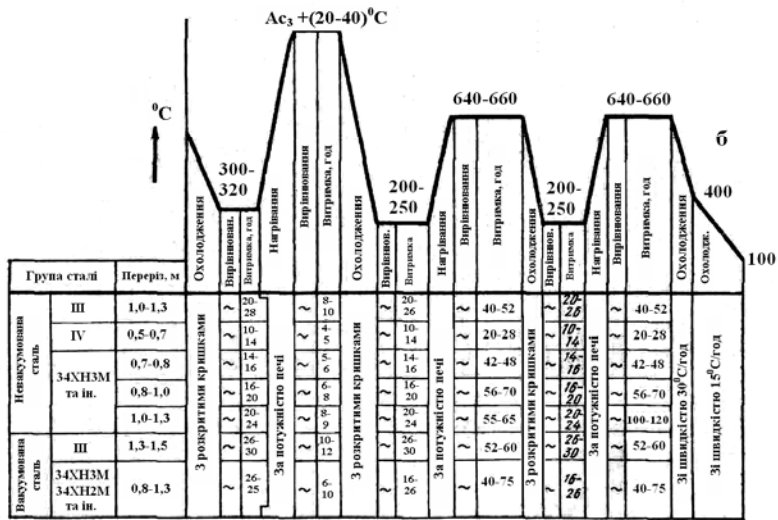 Ас₃ +(20-40)⁰С
⁰С
300-320
200-250
640-660
200-250
640-660
б
400
100
Охолодження
Вирівнюван.
Витримка, год
Нагрівання
Вирівнювання
Витримка, год
Охолодження
Вирівнюв.
Витримка
Нагрівання
Вирівнювання
Витримка, год
Охолодження
Вирівнюв.
Витримка
Нагрівання
Вирівнювання
Витримка, год
Охолодження
Охолодж.
Група сталі Переріз, м
Невакуумована сталь
З розкритими кришками
За потужністю печі
З розкритими кришками
За потужністю печі
З розкритими кришками
За потужністю печі
Зі швидкістю 30⁰С/год
Зі швидкістю 15⁰С/год
III 1,0-1,3 ~ 20-28 ~ 8-10 ~ 20-26 ~ 40-52 ~ 20-26 ~ 40-52
IV 0,5-0,7 ~ 10-14 ~ 4-5 ~ 10-14 ~ 20-28 ~ 10-14 ~ 20-28
34ХН3М та ін.
0,7-0,8 ~ 14-16 ~ 5-6 ~ 14-16 ~ 42-48 ~ 14-16 ~ 42-48
0,8-1,0 ~ 16-20 ~ 6-8 ~ 16-20 ~ 56-70 ~ 16-20 ~ 56-70
1,0-1,3 ~ 20-24 ~ 8-9 ~ 20-24 ~ 55-65 ~ 20-24 ~ 100-120
Вакуумована сталь
III 1,3-1,5 ~ 26-30 ~ 10-12 ~ 26-30 ~ 52-60 ~ 26-30 ~ 52-60
34ХН3М
34ХН2М
та ін.
0,8-1,3 ~ 26-25 ~ 6-10 ~ 16-26 ~ 40-75 ~ 16-26 ~ 40-75